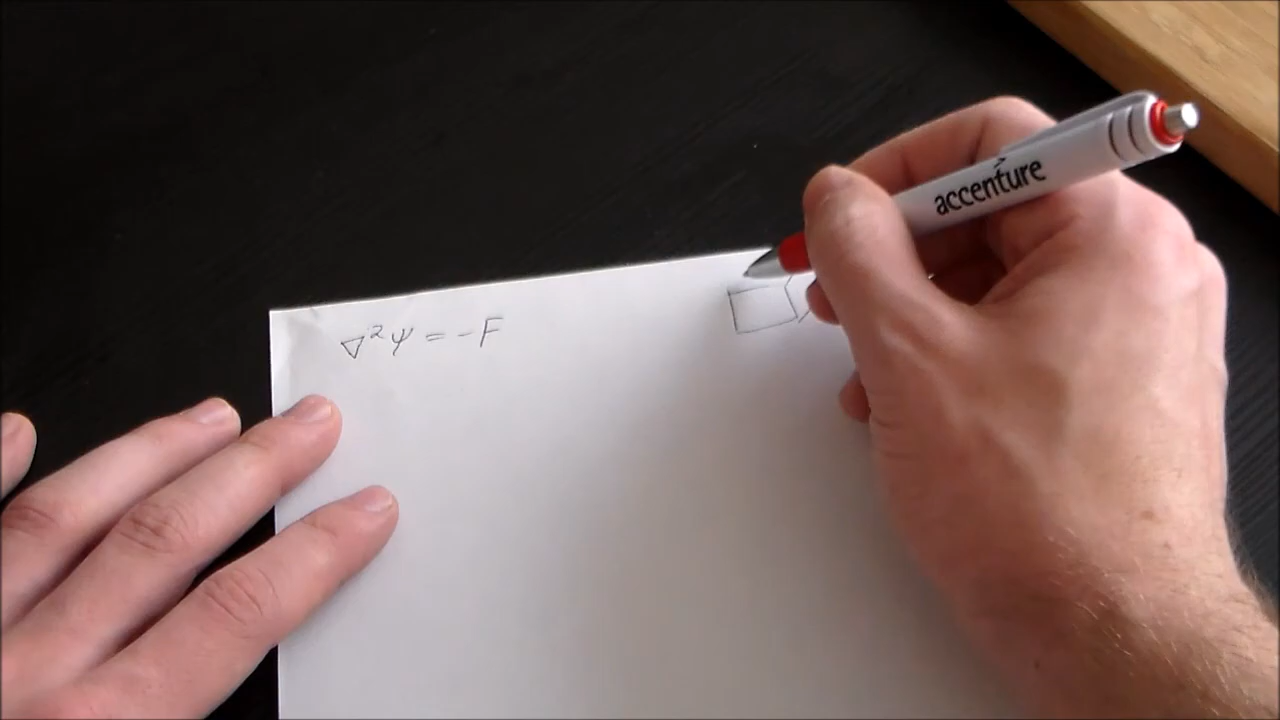 ∇²ψ = -F
accenture